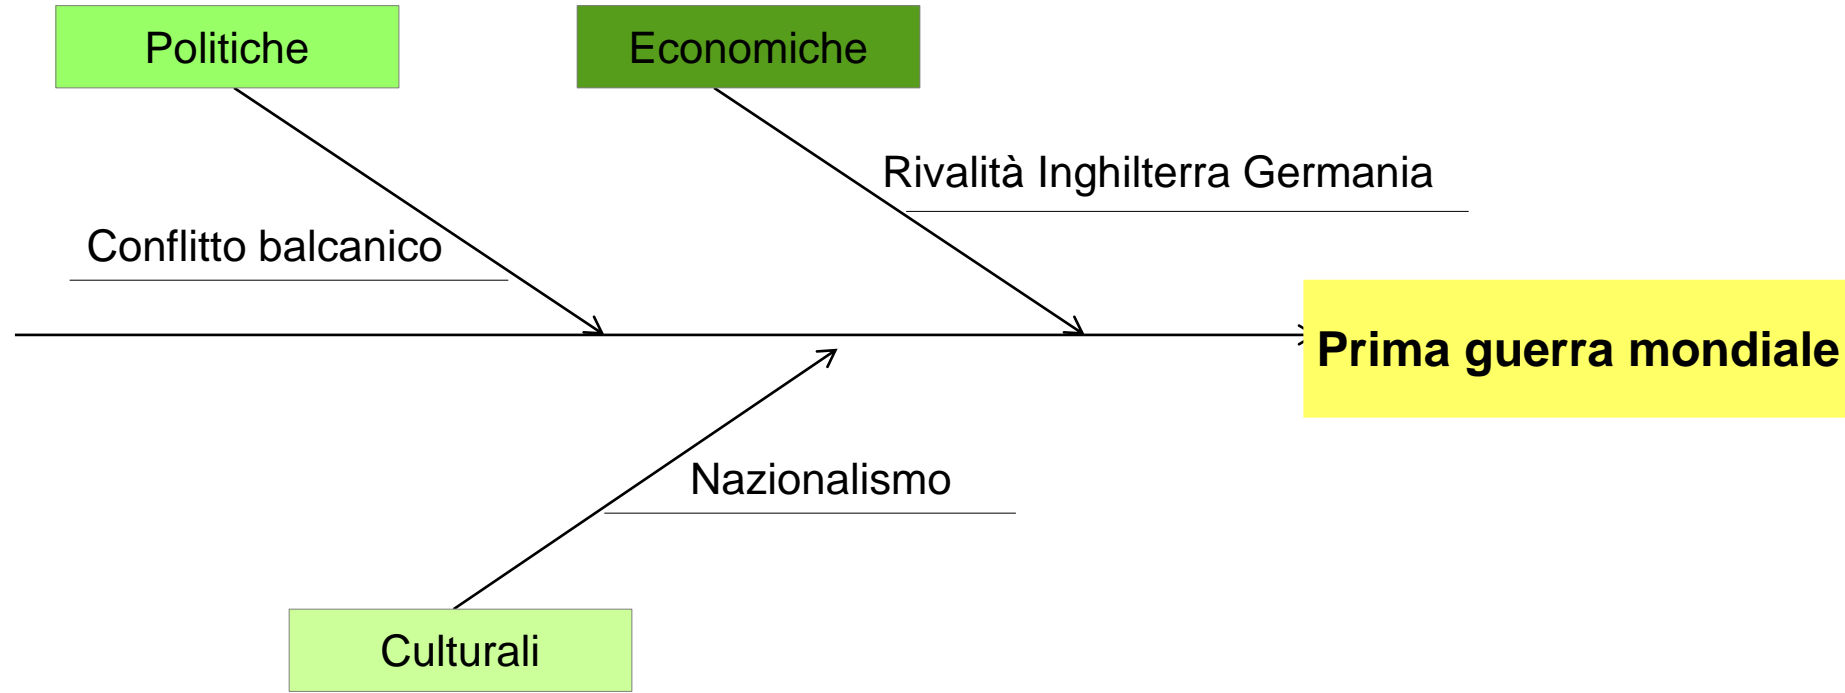 Politiche
Economiche
Rivalità Inghilterra Germania
Conflitto balcanico
Prima guerra mondiale
Nazionalismo
Culturali